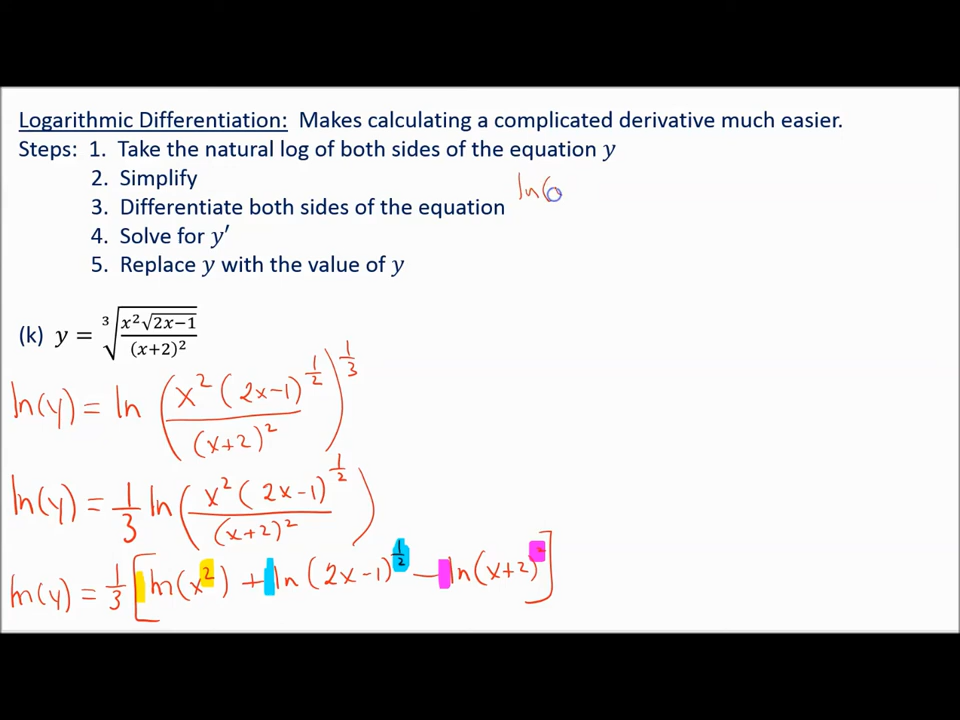 Logarithmic Differentiation: Makes calculating a complicated derivative much easier.
Steps: 1. Take the natural log of both sides of the equation y
2. Simplify
ln(
3. Differentiate both sides of the equation
4. Solve for y′
5. Replace y with the value of y
(k) y = ∛(x²√(2x−1) / (x+2)²)
ln(y) = ln (x²(2x−1)^(1/2) / (x+2)²)^(1/3)
ln(y) = 1/3 ln(x²(2x−1)^(1/2) / (x+2)²)
ln(y) = 1/3 [ln(x²) + ln(2x−1)^(1/2) − ln(x+2)²]